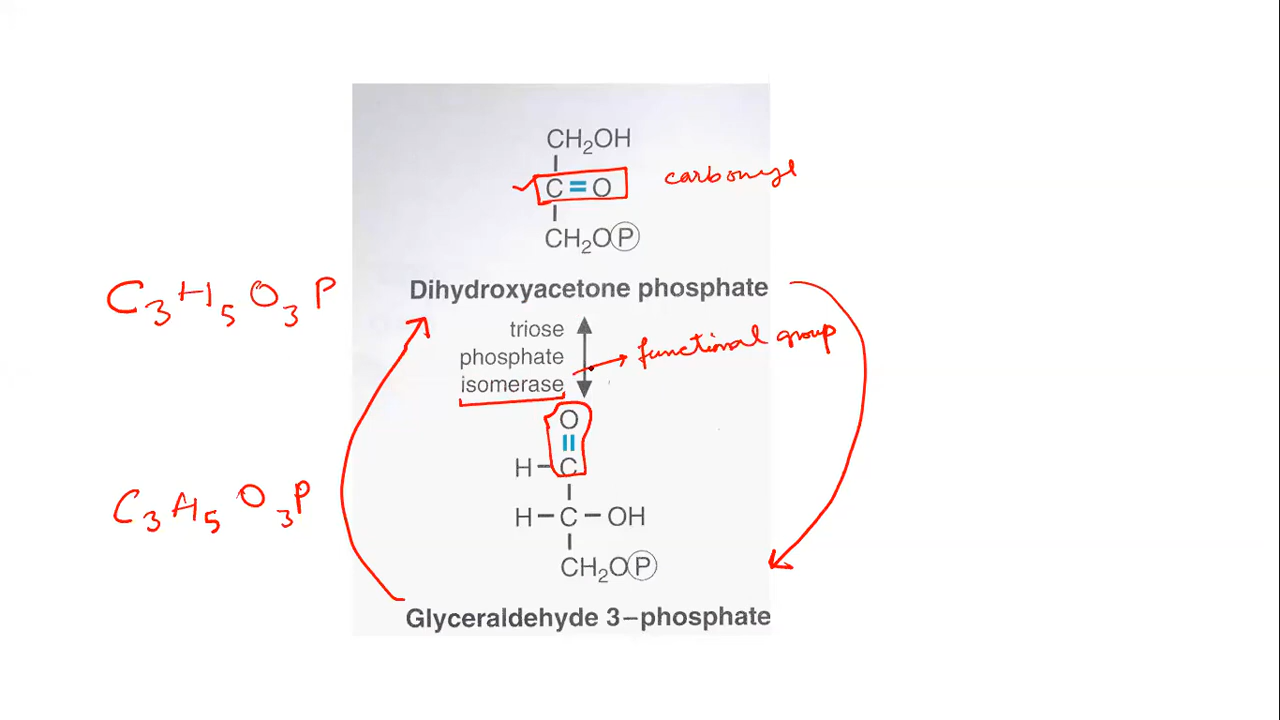 CH₂OH
C=O
carbonyl
CH₂OⓅ
Dihydroxyacetone phosphate
C₃H₅O₃P
triose
phosphate
isomerase
functional group
O
H–C
H–C–OH
C₃H₅O₃P
CH₂OⓅ
Glyceraldehyde 3–phosphate